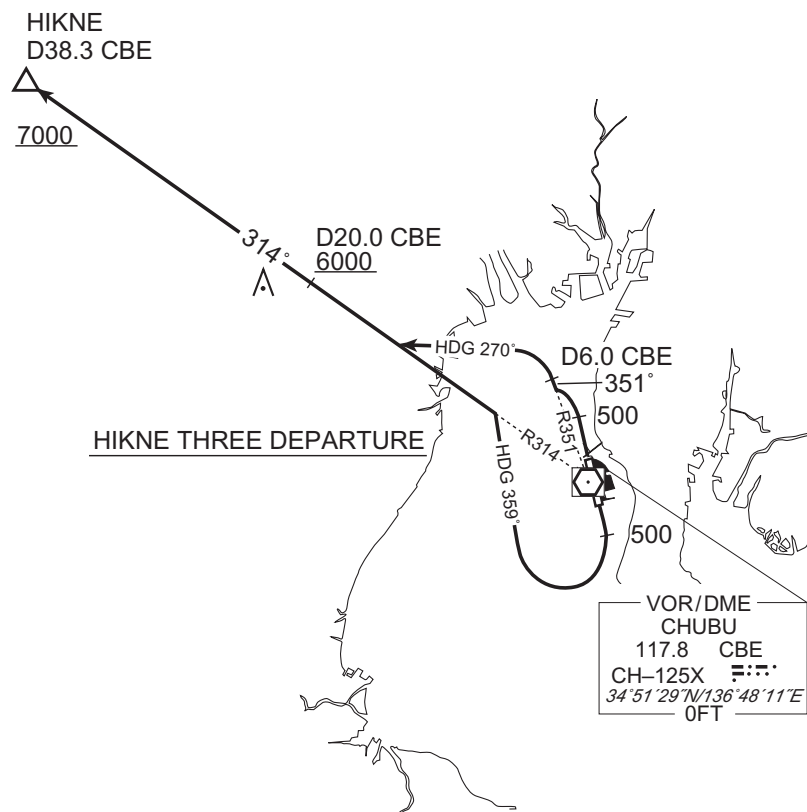 HIKNE
D38.3 CBE
7000
314°
D20.0 CBE
6000
HDG 270°
D6.0 CBE
351°
500
R351
R314
HIKNE THREE DEPARTURE
HDG 359°
500
VOR/DME
CHUBU
117.8 CBE
CH–125X
34°51′29″N/136°48′11″E
0FT